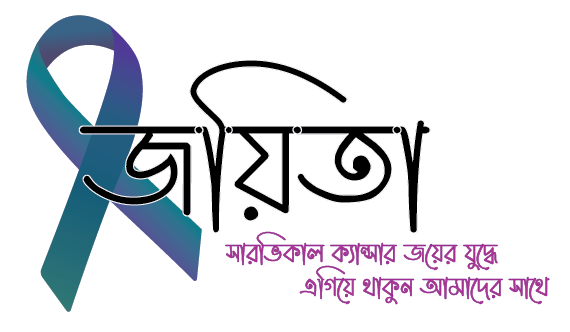 জয়িতা
সারভিকাল ক্যান্সার জয়ের যুদ্ধে
এগিয়ে থাকুন আমাদের সাথে